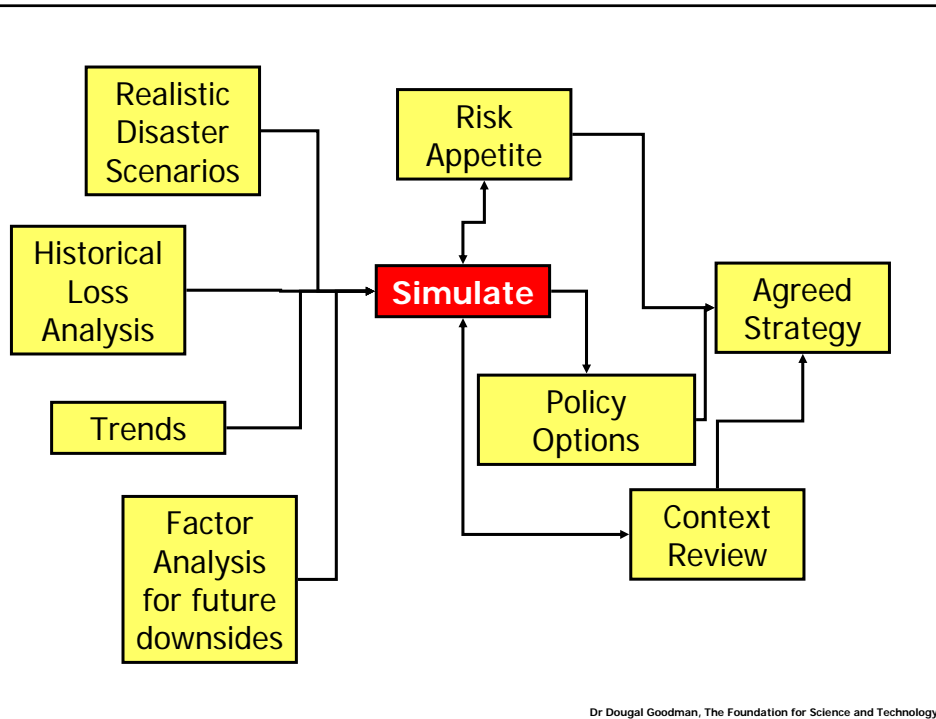 Realistic
Disaster
Scenarios
Risk
Appetite
Historical
Loss
Analysis
Simulate
Agreed
Strategy
Trends
Policy
Options
Factor
Analysis
for future
downsides
Context
Review
Dr Dougal Goodman, The Foundation for Science and Technology